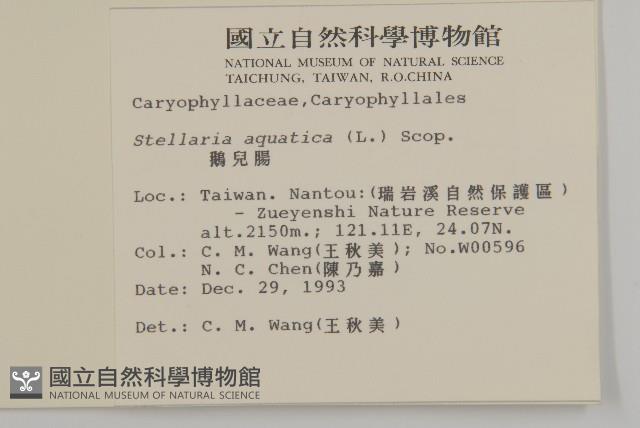 國立自然科學博物館
NATIONAL MUSEUM OF NATURAL SCIENCE
TAICHUNG, TAIWAN, R.O.CHINA
Caryophyllaceae,Caryophyllales
Stellaria aquatica (L.) Scop.
鵝兒腸
Loc.: Taiwan. Nantou:(瑞岩溪自然保護區)
- Zueyenshi Nature Reserve
alt.2150m.; 121.11E, 24.07N.
Col.: C. M. Wang(王秋美); No.W00596
N. C. Chen(陳乃嘉)
Date: Dec. 29, 1993
Det.: C. M. Wang(王秋美)
國立自然科學博物館
NATIONAL MUSEUM OF NATURAL SCIENCE